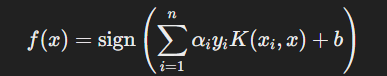 f(x) = sign ( ∑_{i=1}^{n} α_i y_i K(x_i, x) + b )